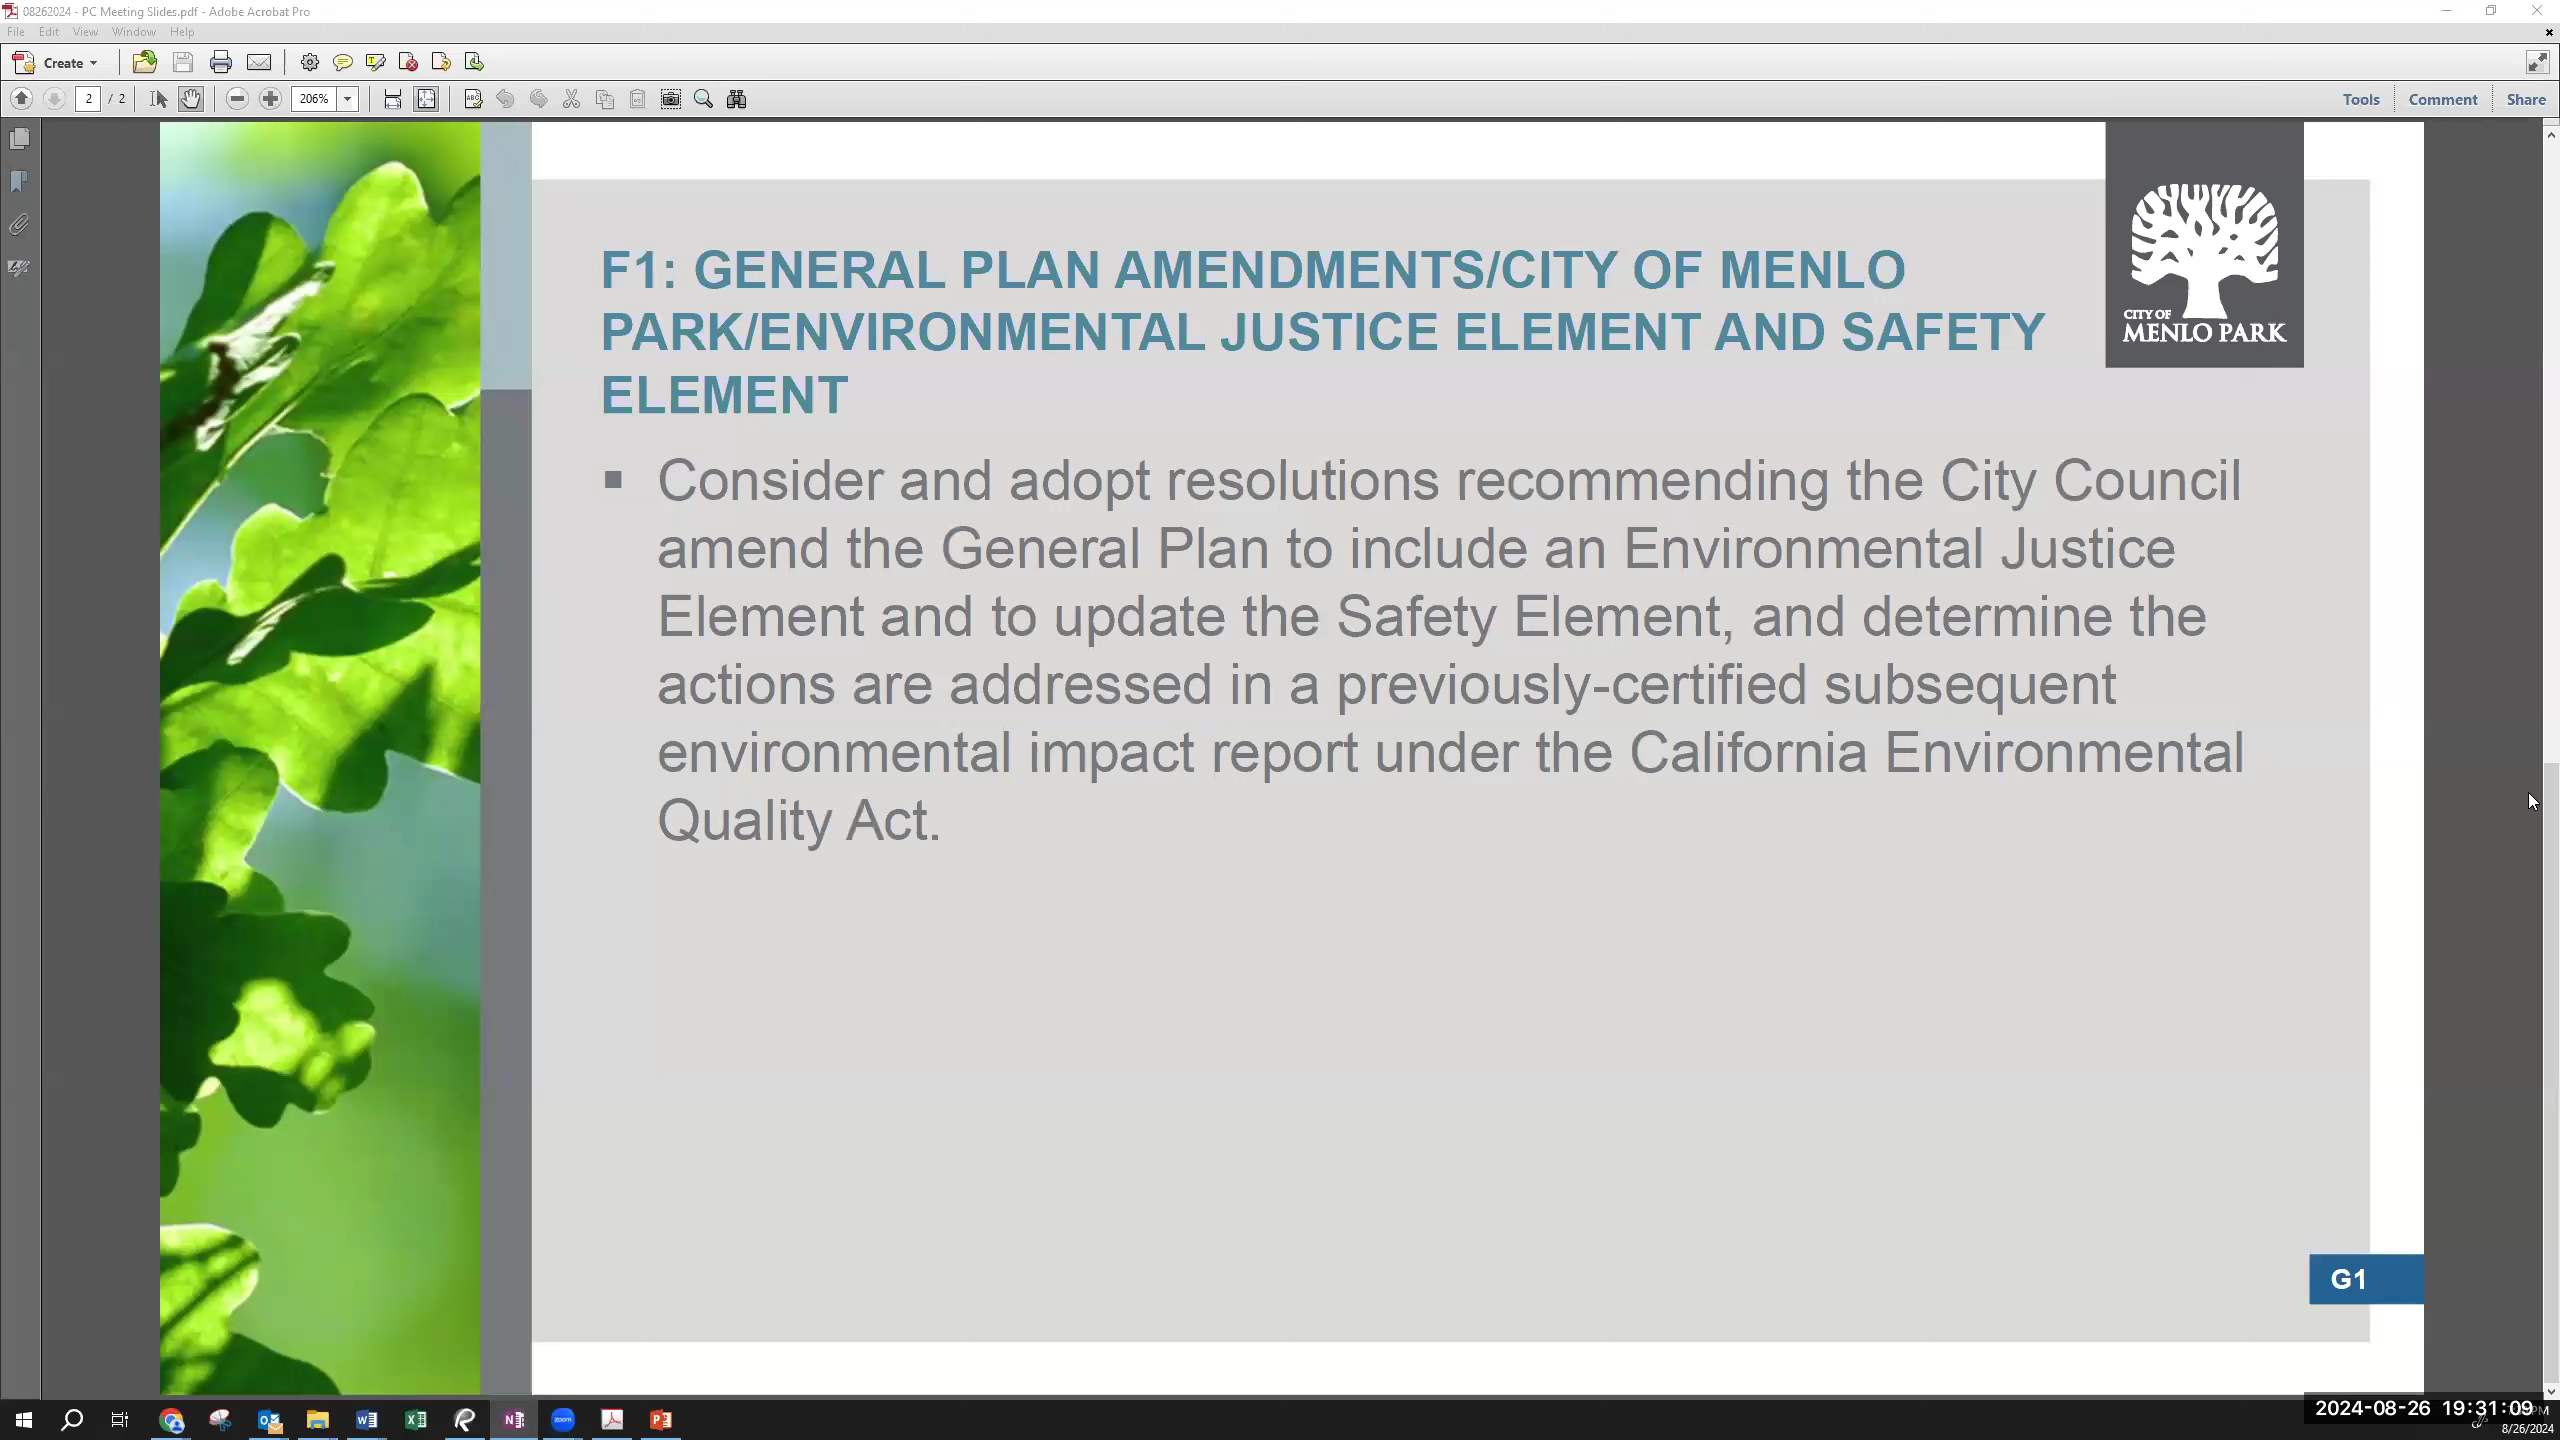 08262024 - PC Meeting Slides.pdf - Adobe Acrobat Pro
File Edit View Window Help
Create
2 / 2 206% Tools Comment Share
CITY OF
MENLO PARK
F1: GENERAL PLAN AMENDMENTS/CITY OF MENLO
PARK/ENVIRONMENTAL JUSTICE ELEMENT AND SAFETY
ELEMENT
▪ Consider and adopt resolutions recommending the City Council
amend the General Plan to include an Environmental Justice
Element and to update the Safety Element, and determine the
actions are addressed in a previously-certified subsequent
environmental impact report under the California Environmental
Quality Act.
G1
2024-08-26 19:31:09
8/26/2024